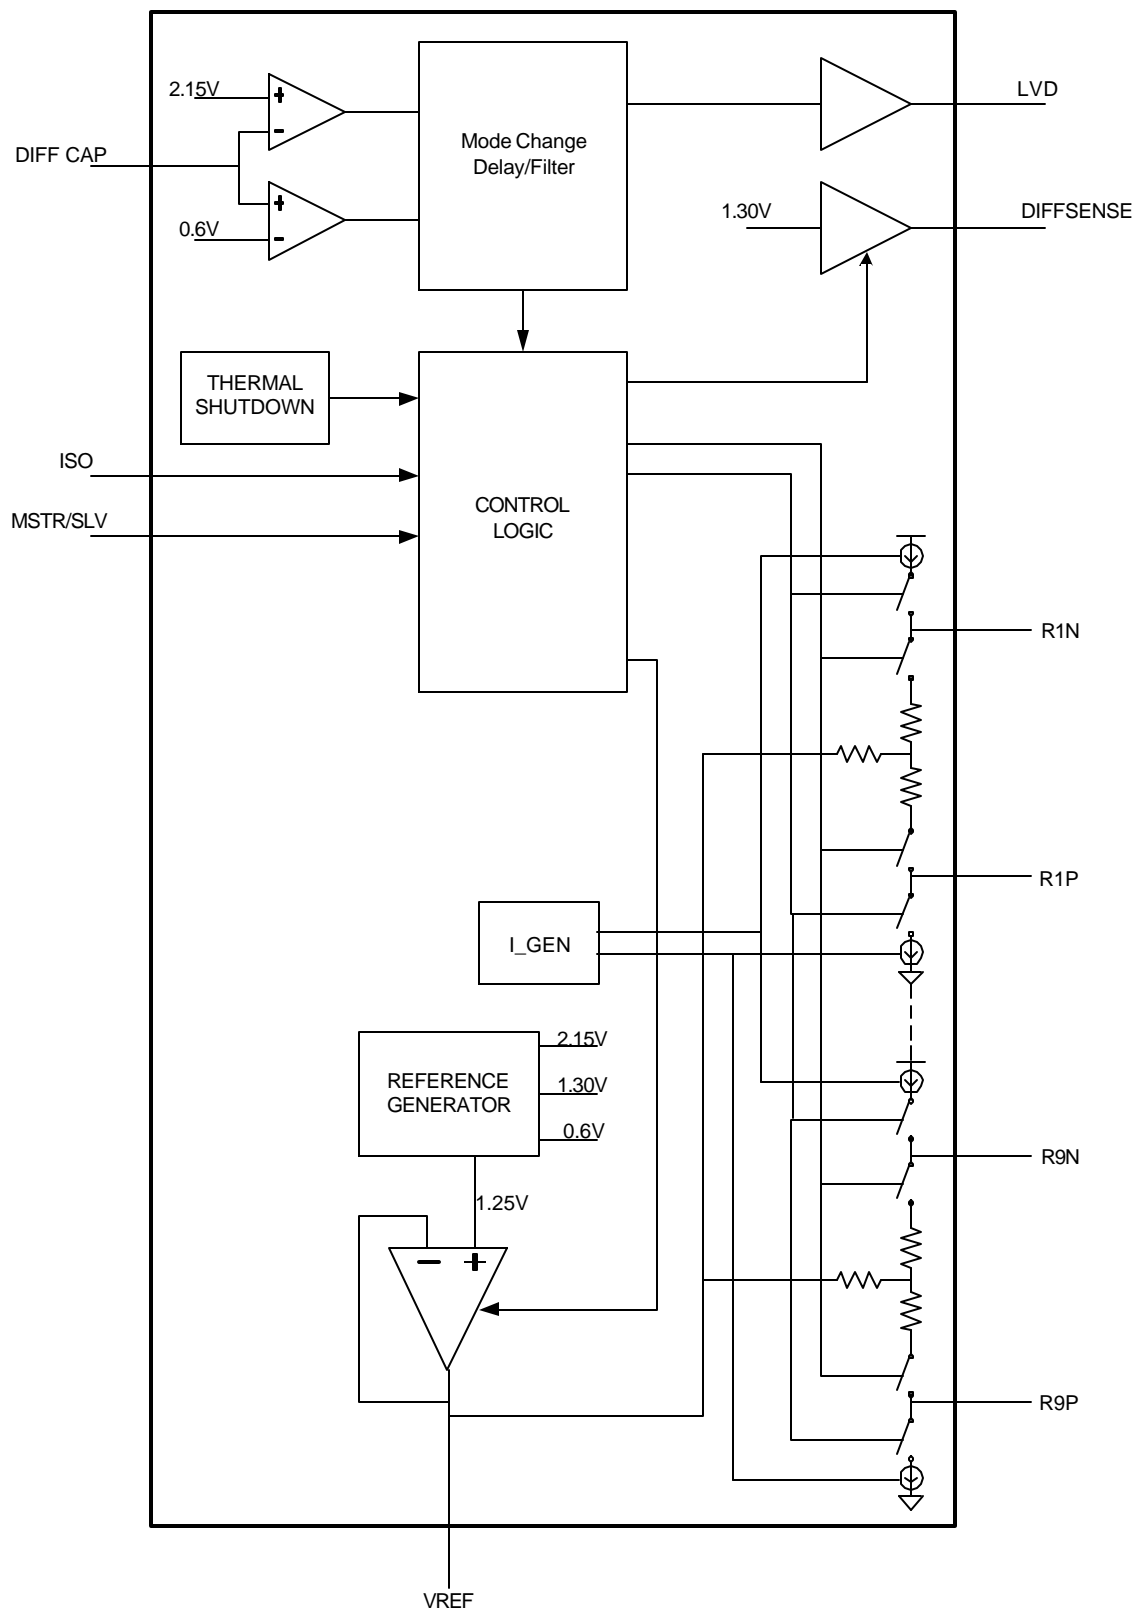 2.15V
LVD
DIFF CAP
Mode Change
Delay/Filter
0.6V
1.30V
DIFFSENSE
THERMAL
SHUTDOWN
ISO
MSTR/SLV
CONTROL
LOGIC
R1N
R1P
I_GEN
REFERENCE
GENERATOR
2.15V
1.30V
0.6V
R9N
1.25V
R9P
VREF